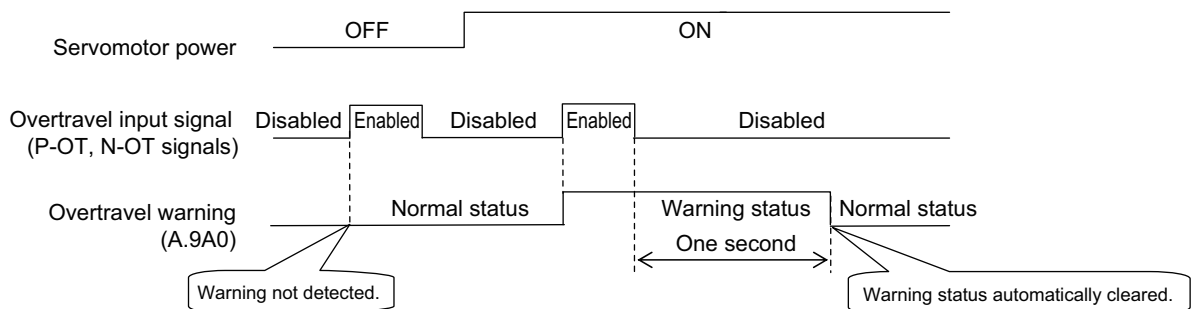 Servomotor power
OFF
ON
Overtravel input signal
(P-OT, N-OT signals)
Disabled
Enabled
Disabled
Enabled
Disabled
Overtravel warning
(A.9A0)
Normal status
Warning status
Normal status
One second
Warning not detected.
Warning status automatically cleared.